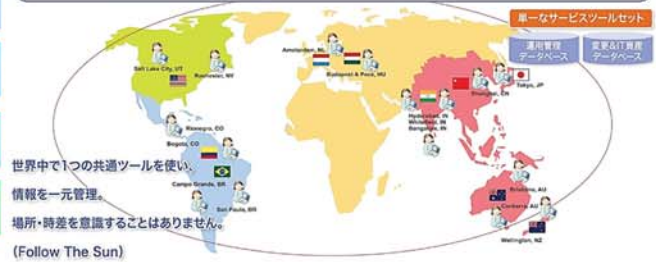 単一なサービスツールセット
運用管理
データベース
変更&IT資産
データベース
Salt Lake City, UT
Rochester, NY
Amsterdam, NL
Budapest & Pecs, HU
Shanghai, CH
Tokyo, JP
Hyderabad, IN
Whitefield, IN
Bangalore, IN
Rionegro, CO
Bogota, CO
Campo Grande, BR
Sao Paulo, BR
Brisbane, AU
Canberra, AU
Wellington, NZ
世界中で1つの共通ツールを使い、
情報を一元管理。
場所・時差を意識することはありません。
(Follow The Sun)